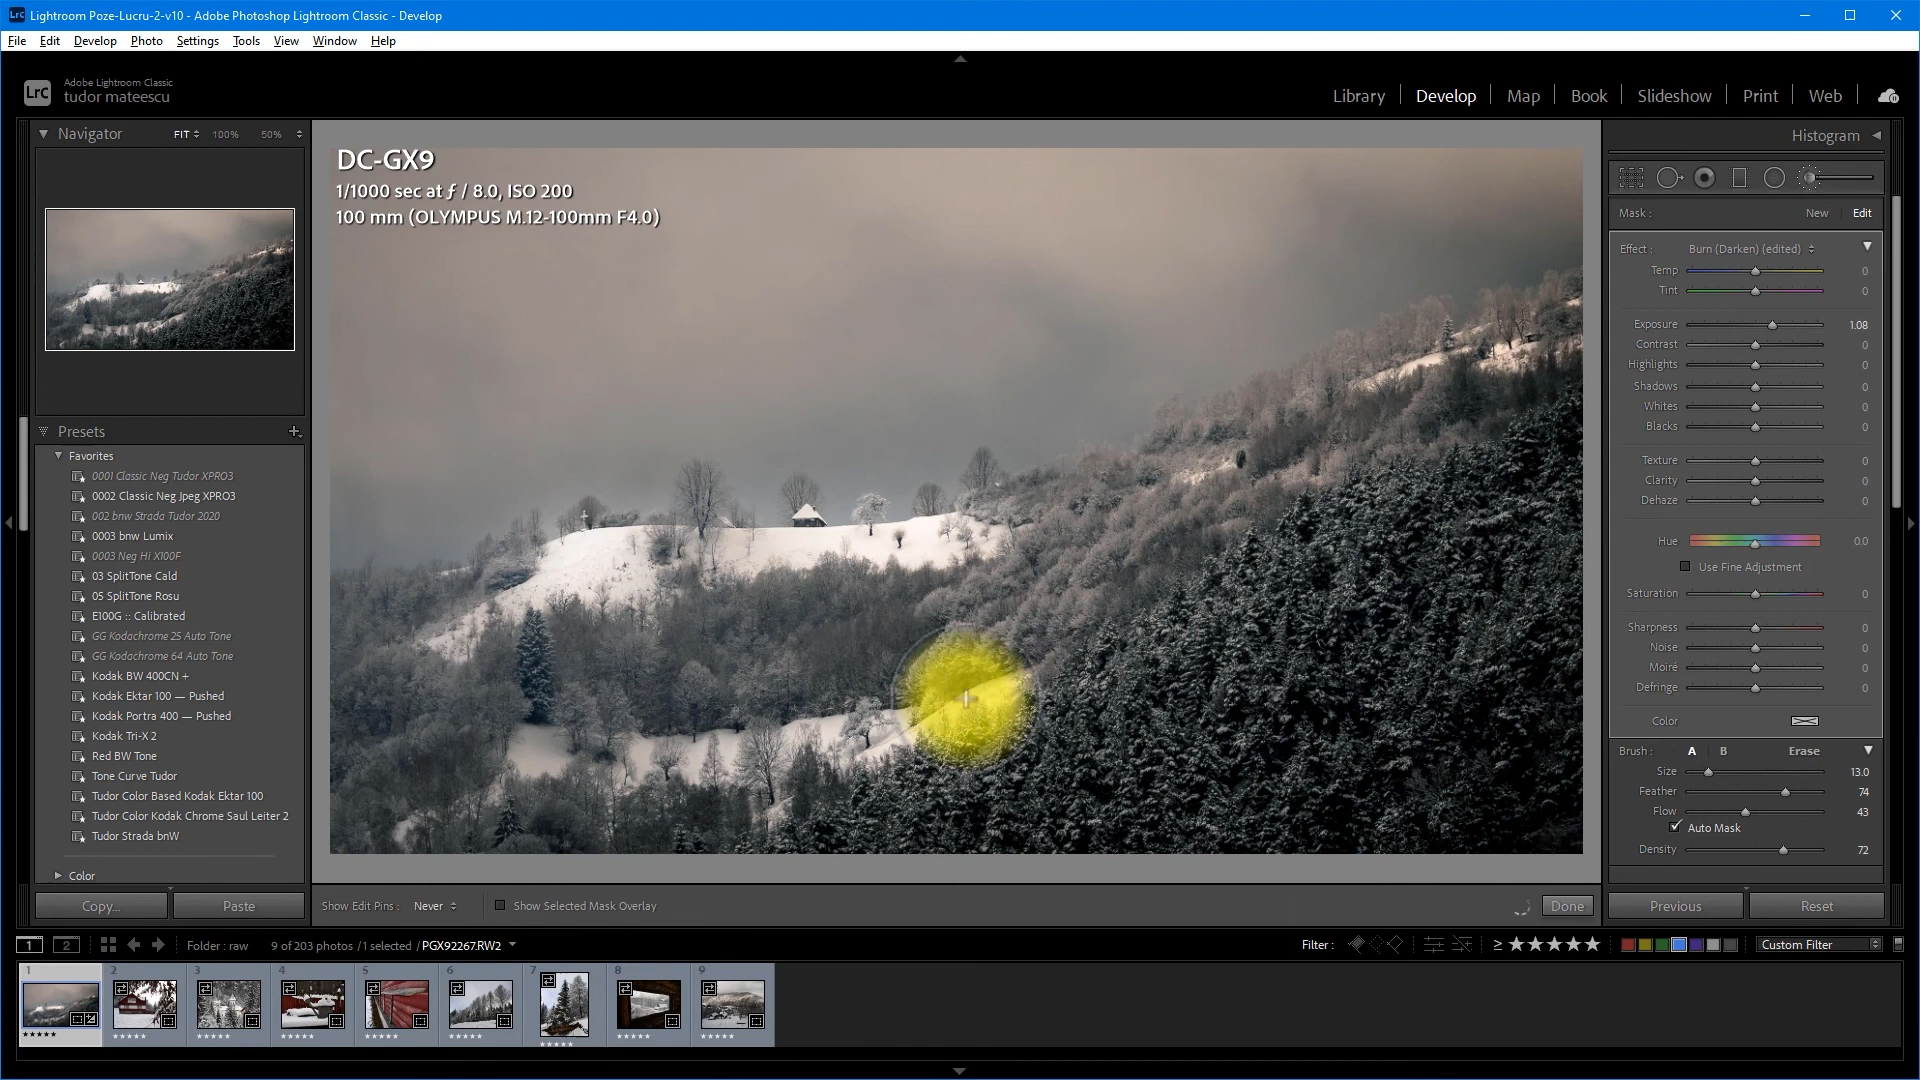 Lightroom Poze-Lucru-2-v10 - Adobe Photoshop Lightroom Classic - Develop
File Edit Develop Photo Settings Tools View Window Help
LrC
Adobe Lightroom Classic
tudor mateescu
Library Develop Map Book Slideshow Print Web
Navigator FIT 100% 50%
Histogram
DC-GX9
1/1000 sec at ƒ / 8.0, ISO 200
100 mm (OLYMPUS M.12-100mm F4.0)
Mask : New Edit
Effect : Burn (Darken) (edited)
Temp 0
Tint 0
Exposure 1.08
Contrast 0
Highlights 0
Shadows 0
Whites 0
Blacks 0
Texture 0
Clarity 0
Dehaze 0
Hue 0.0
Use Fine Adjustment
Saturation 0
Sharpness 0
Noise 0
Moiré 0
Defringe 0
Color
Brush : A B Erase
Size 13.0
Feather 74
Flow 43
Auto Mask
Density 72
Presets
Favorites
0001 Classic Neg Tudor XPRO3
0002 Classic Neg Jpeg XPRO3
002 bnw Strada Tudor 2020
0003 bnw Lumix
0003 Neg Hi X100F
03 SplitTone Cald
05 SplitTone Rosu
E100G :: Calibrated
GG Kodachrome 25 Auto Tone
GG Kodachrome 64 Auto Tone
Kodak BW 400CN +
Kodak Ektar 100 — Pushed
Kodak Portra 400 — Pushed
Kodak Tri-X 2
Red BW Tone
Tone Curve Tudor
Tudor Color Based Kodak Ektar 100
Tudor Color Kodak Chrome Saul Leiter 2
Tudor Strada bnW
Color
Copy... Paste
Show Edit Pins : Never Show Selected Mask Overlay Done
Previous Reset
1 2 Folder : raw 9 of 203 photos / 1 selected / PGX92267.RW2
Filter : ≥ ★★★★★ Custom Filter
1 2 3 4 5 6 7 8 9